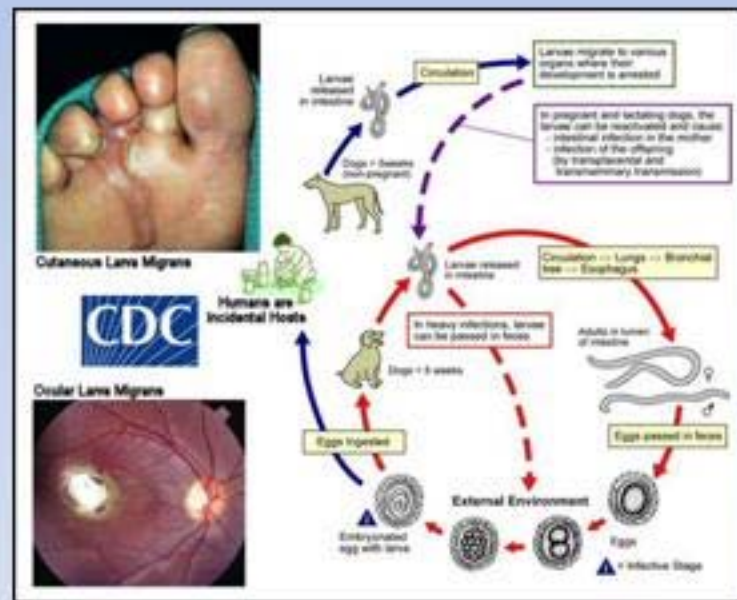 Larvae
released
in intestine
Circulation
Larvae migrate to various
organs where their
development is arrested
In pregnant and lactating dogs, the
larvae can be reactivated and cause:
- intestinal infection in the mother
- infection of the offspring
(by transplacental and
transmammary transmission)
Dogs > 5weeks
(non-pregnant)
Cutaneous Larva Migrans
Humans are
Incidental Hosts
Larvae released
in intestine
Circulation → Lungs → Bronchial
tree → Esophagus
CDC
In heavy infections, larvae
can be passed in feces
Adults in lumen
of intestine
♀
♂
Dogs < 5 weeks
Ocular Larva Migrans
Eggs Ingested
Eggs passed in feces
External Environment
i
Embryonated
egg with larva
Eggs
i = Infective Stage